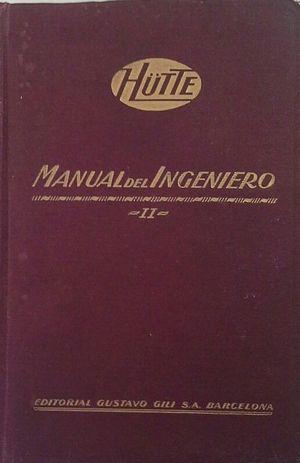 HÜTTE
MANUAL DEL INGENIERO
II
EDITORIAL GUSTAVO GILI S.A. BARCELONA